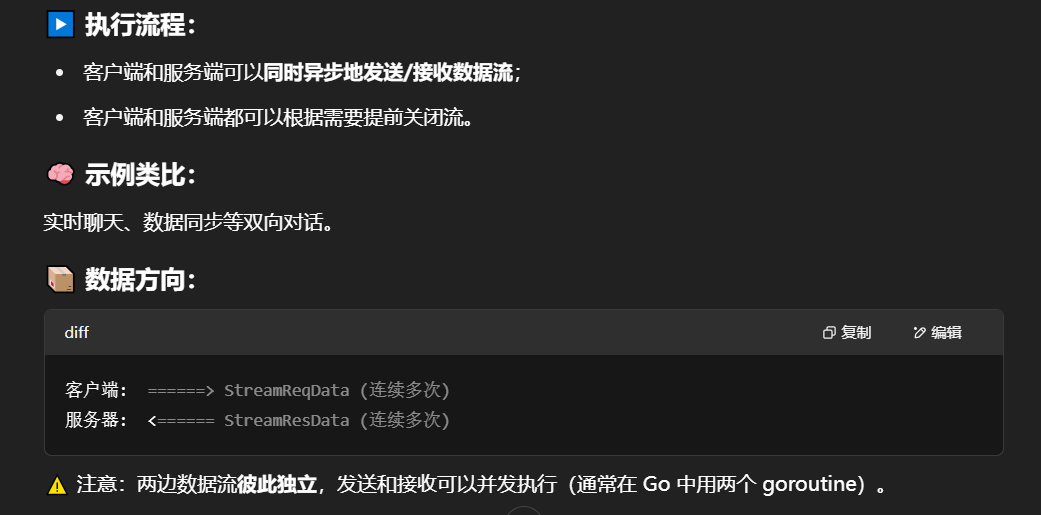 ▶️ 执行流程：
• 客户端和服务端可以同时异步地发送/接收数据流；
• 客户端和服务端都可以根据需要提前关闭流。
🧠 示例类比：
实时聊天、数据同步等双向对话。
📦 数据方向：
diff 复制 编辑
客户端： ======> StreamReqData (连续多次)
服务器： <====== StreamResData (连续多次)
⚠️ 注意：两边数据流彼此独立，发送和接收可以并发执行（通常在 Go 中用两个 goroutine）。